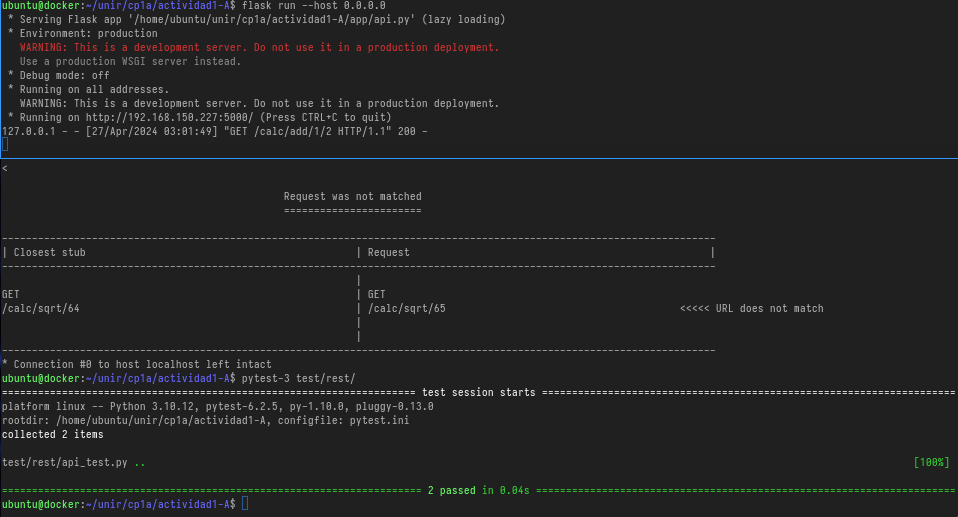 ubuntu@docker:~/unir/cp1a/actividad1-A$ flask run --host 0.0.0.0
 * Serving Flask app '/home/ubuntu/unir/cp1a/actividad1-A/app/api.py' (lazy loading)
 * Environment: production
   WARNING: This is a development server. Do not use it in a production deployment.
   Use a production WSGI server instead.
 * Debug mode: off
 * Running on all addresses.
   WARNING: This is a development server. Do not use it in a production deployment.
 * Running on http://192.168.150.227:5000/ (Press CTRL+C to quit)
127.0.0.1 - - [27/Apr/2024 03:01:49] "GET /calc/add/1/2 HTTP/1.1" 200 -
<
                                               Request was not matched
                                               =======================
-----------------------------------------------------------------------------------------------------------------------
| Closest stub                                             | Request                                                  |
-----------------------------------------------------------------------------------------------------------------------
                                                           |
GET                                                        | GET
/calc/sqrt/64                                              | /calc/sqrt/65                                       <<<<< URL does not match
                                                           |
                                                           |
-----------------------------------------------------------------------------------------------------------------------
* Connection #0 to host localhost left intact
ubuntu@docker:~/unir/cp1a/actividad1-A$ pytest-3 test/rest/
===================================================================== test session starts =====================================================================
platform linux -- Python 3.10.12, pytest-6.2.5, py-1.10.0, pluggy-0.13.0
rootdir: /home/ubuntu/unir/cp1a/actividad1-A, configfile: pytest.ini
collected 2 items
test/rest/api_test.py .. [100%]
====================================================================== 2 passed in 0.04s ======================================================================
ubuntu@docker:~/unir/cp1a/actividad1-A$